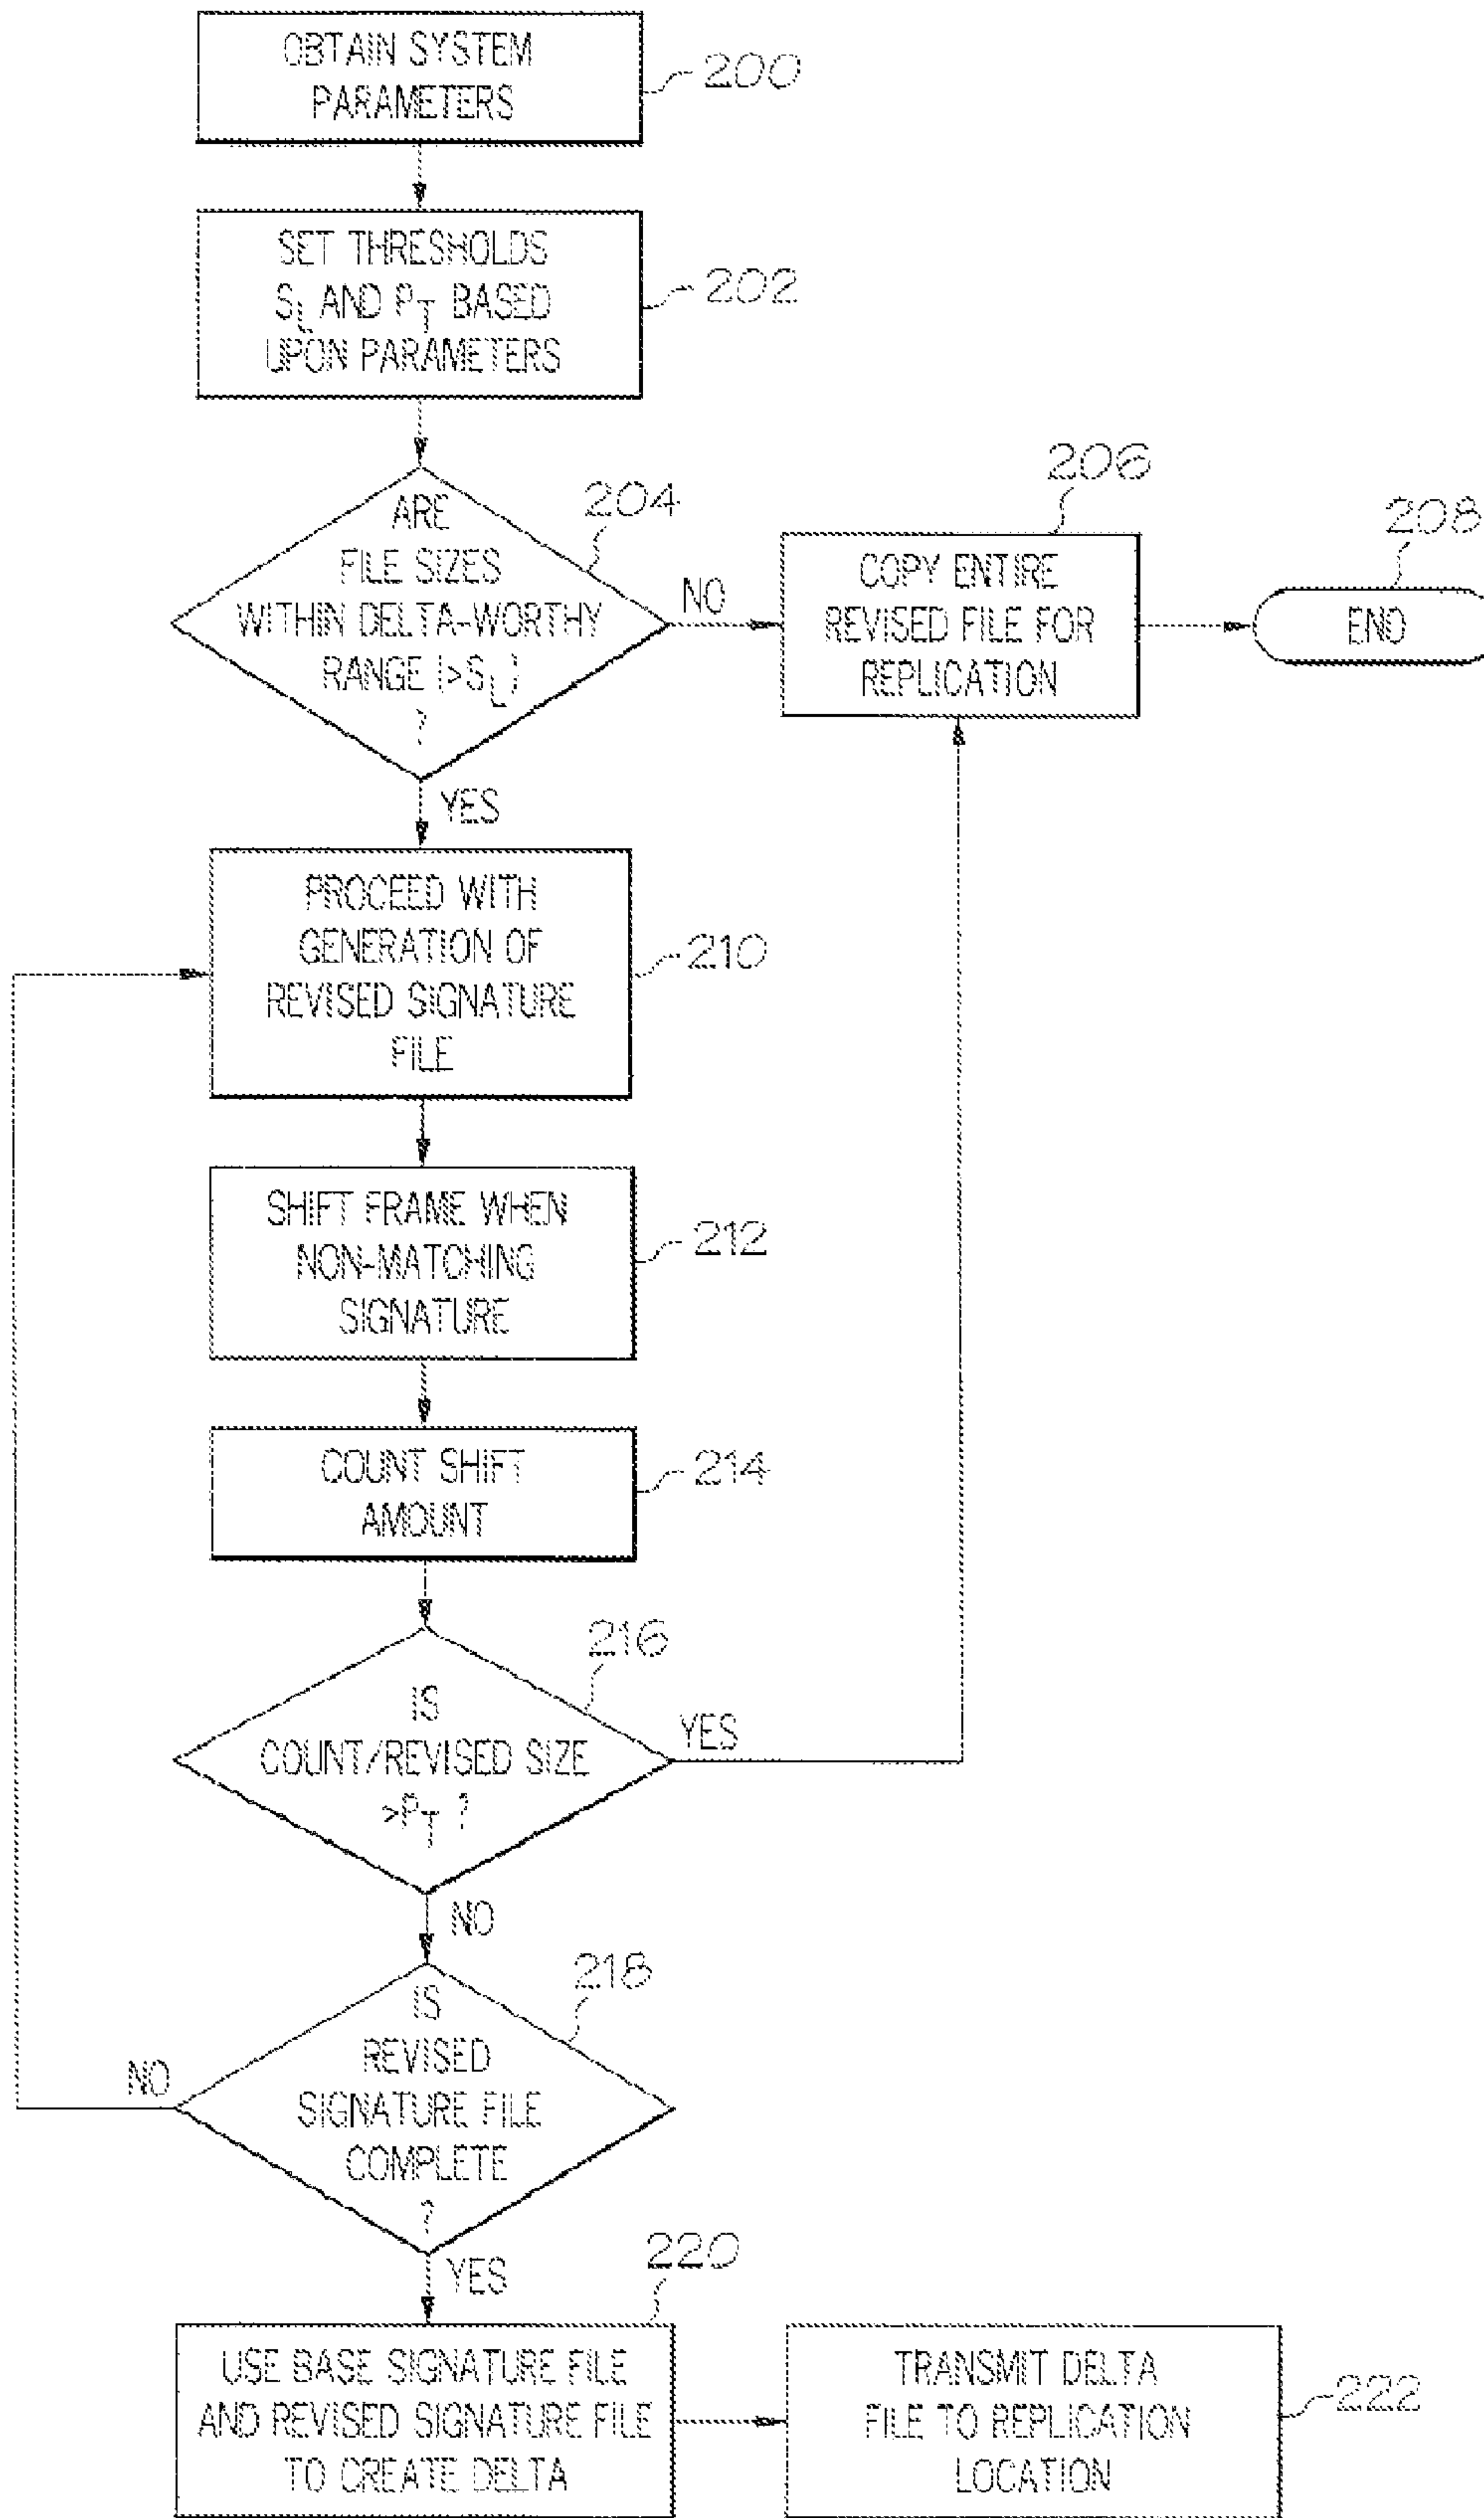 OBTAIN SYSTEM
PARAMETERS
200
SET THRESHOLDS
S_L AND P_T BASED
UPON PARAMETERS
202
ARE
FILE SIZES
WITHIN DELTA-WORTHY
RANGE (>S_L)
?
204
NO
COPY ENTIRE
REVISED FILE FOR
REPLICATION
206
END
208
YES
PROCEED WITH
GENERATION OF
REVISED SIGNATURE
FILE
210
SHIFT FRAME WHEN
NON-MATCHING
SIGNATURE
212
COUNT SHIFT
AMOUNT
214
IS
COUNT/REVISED SIZE
>P_T ?
216
YES
NO
IS
REVISED
SIGNATURE FILE
COMPLETE
?
218
NO
YES
USE BASE SIGNATURE FILE
AND REVISED SIGNATURE FILE
TO CREATE DELTA
220
TRANSMIT DELTA
FILE TO REPLICATION
LOCATION
222